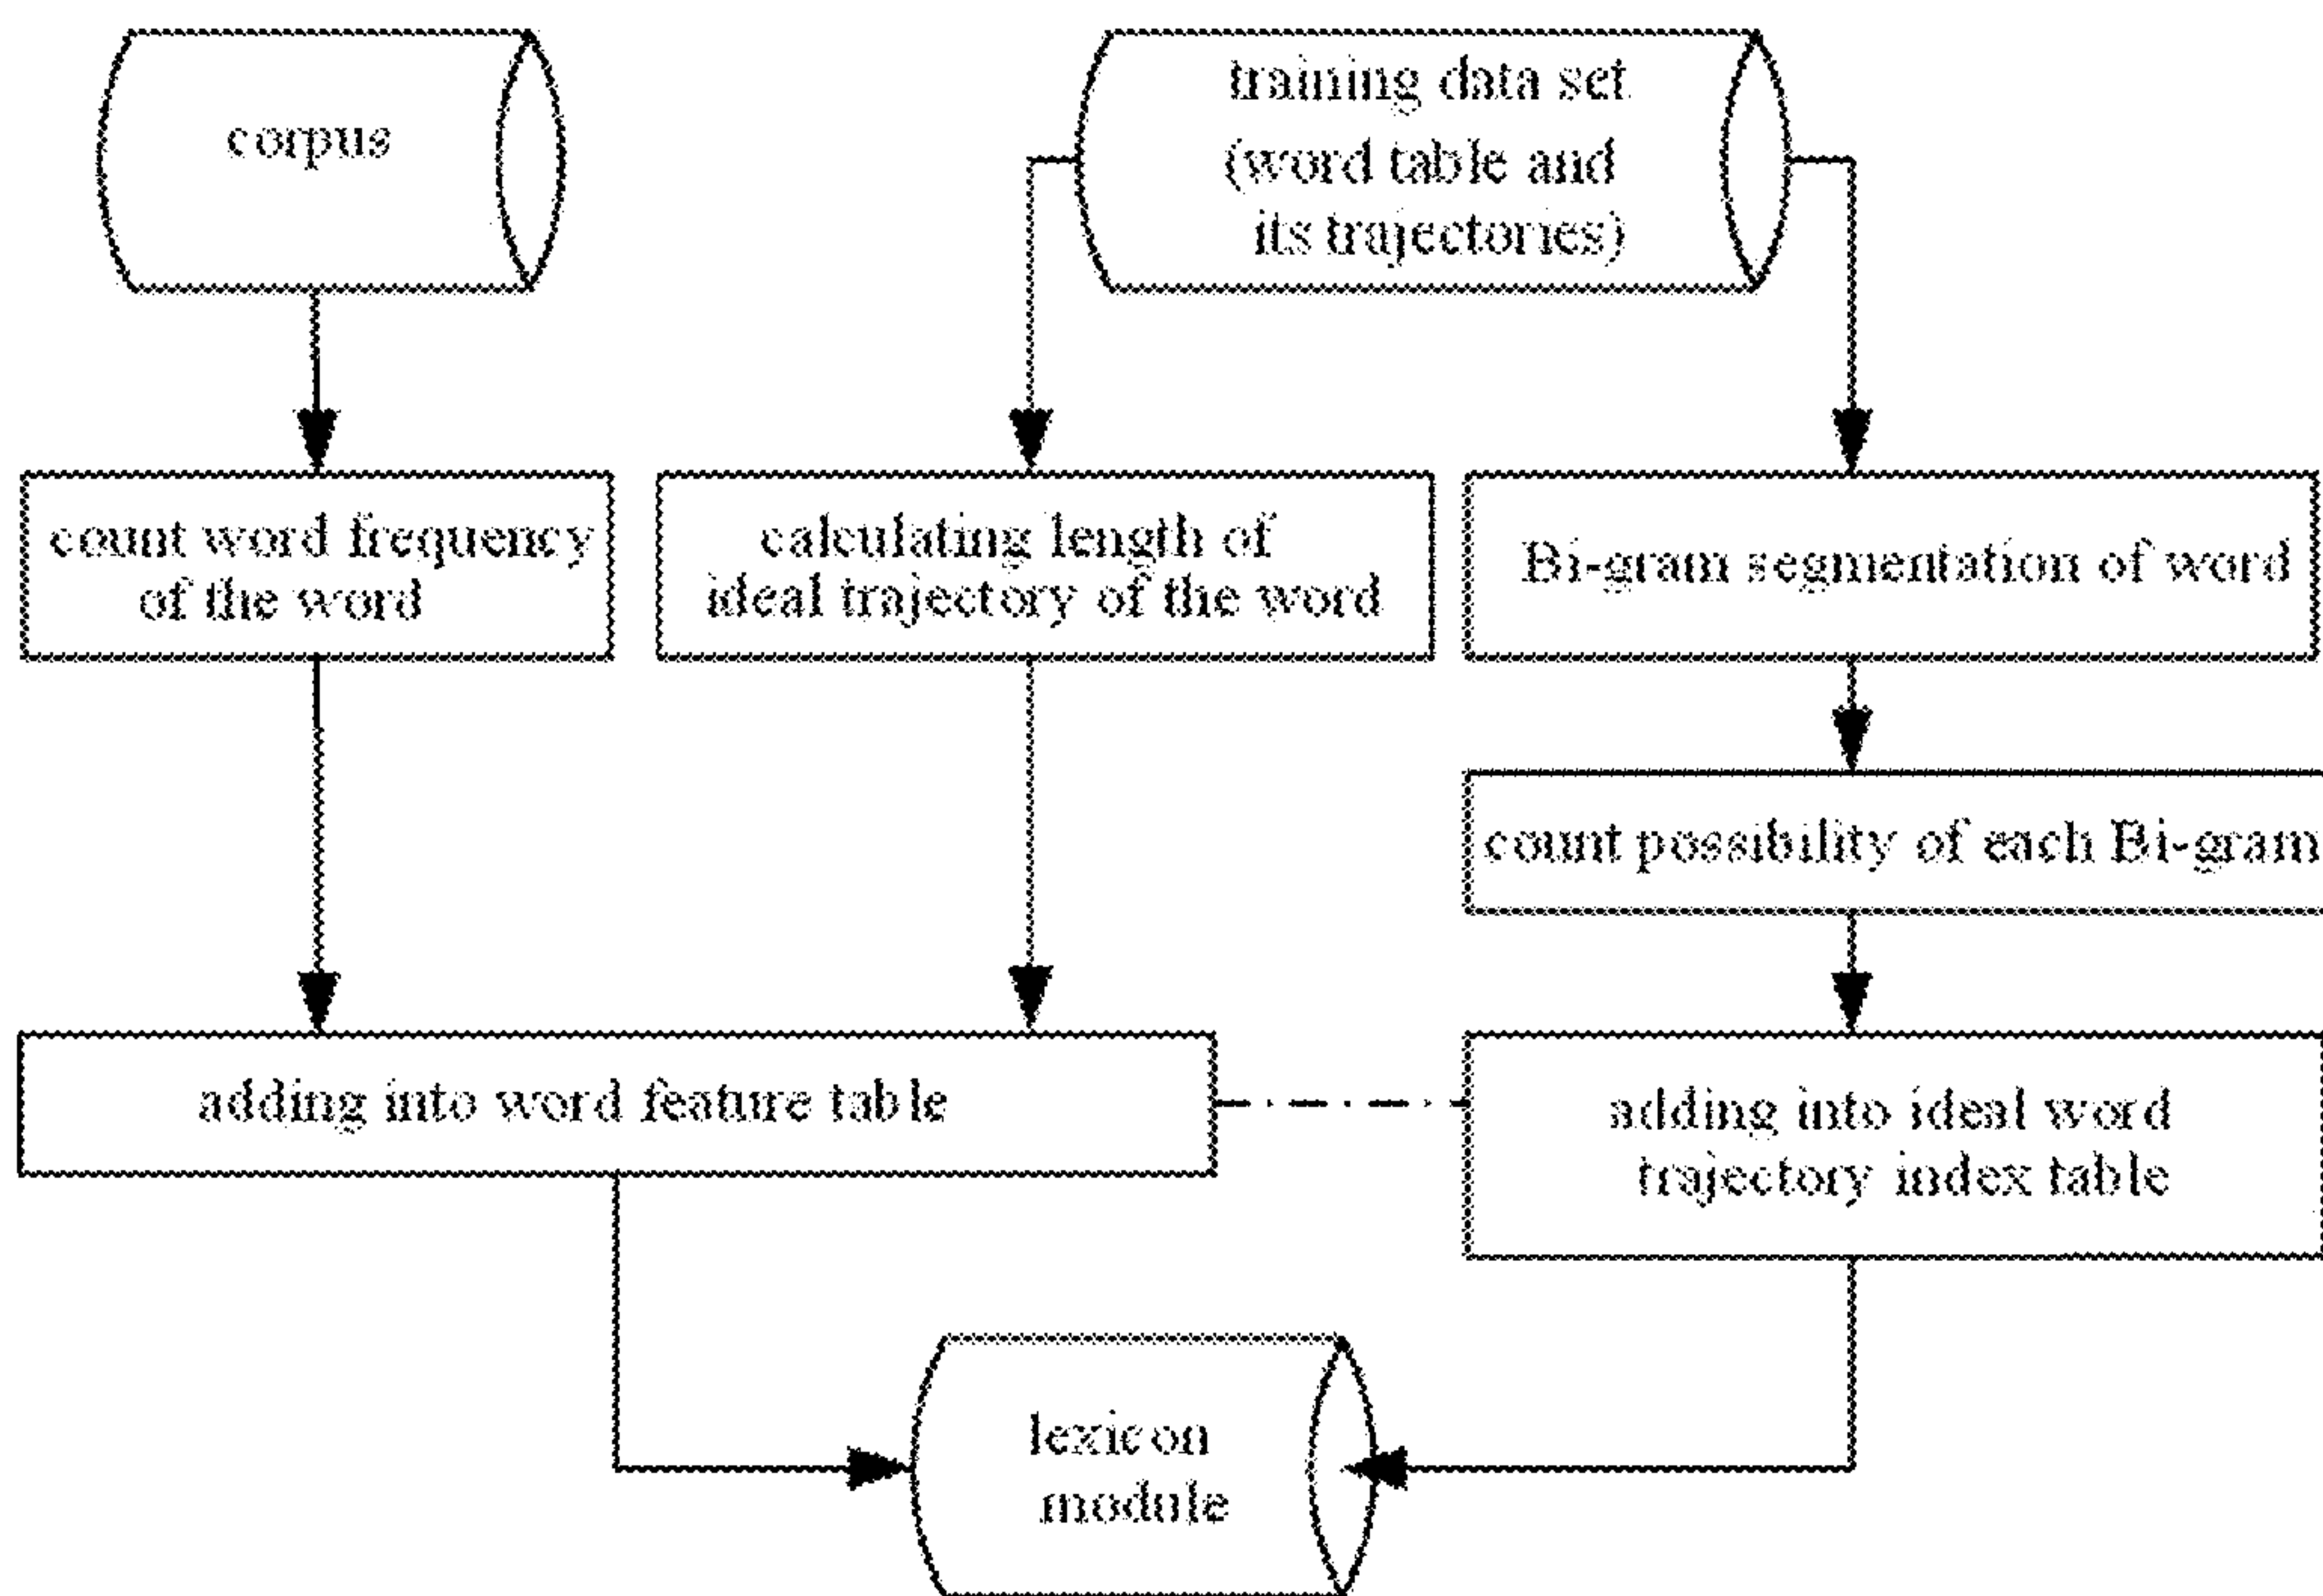 corpus
training data set
(word table and
its trajectories)
count word frequency
of the word
calculating length of
ideal trajectory of the word
Bi-gram segmentation of word
count possibility of each Bi-gram
adding into word feature table
adding into ideal word
trajectory index table
lexicon
module